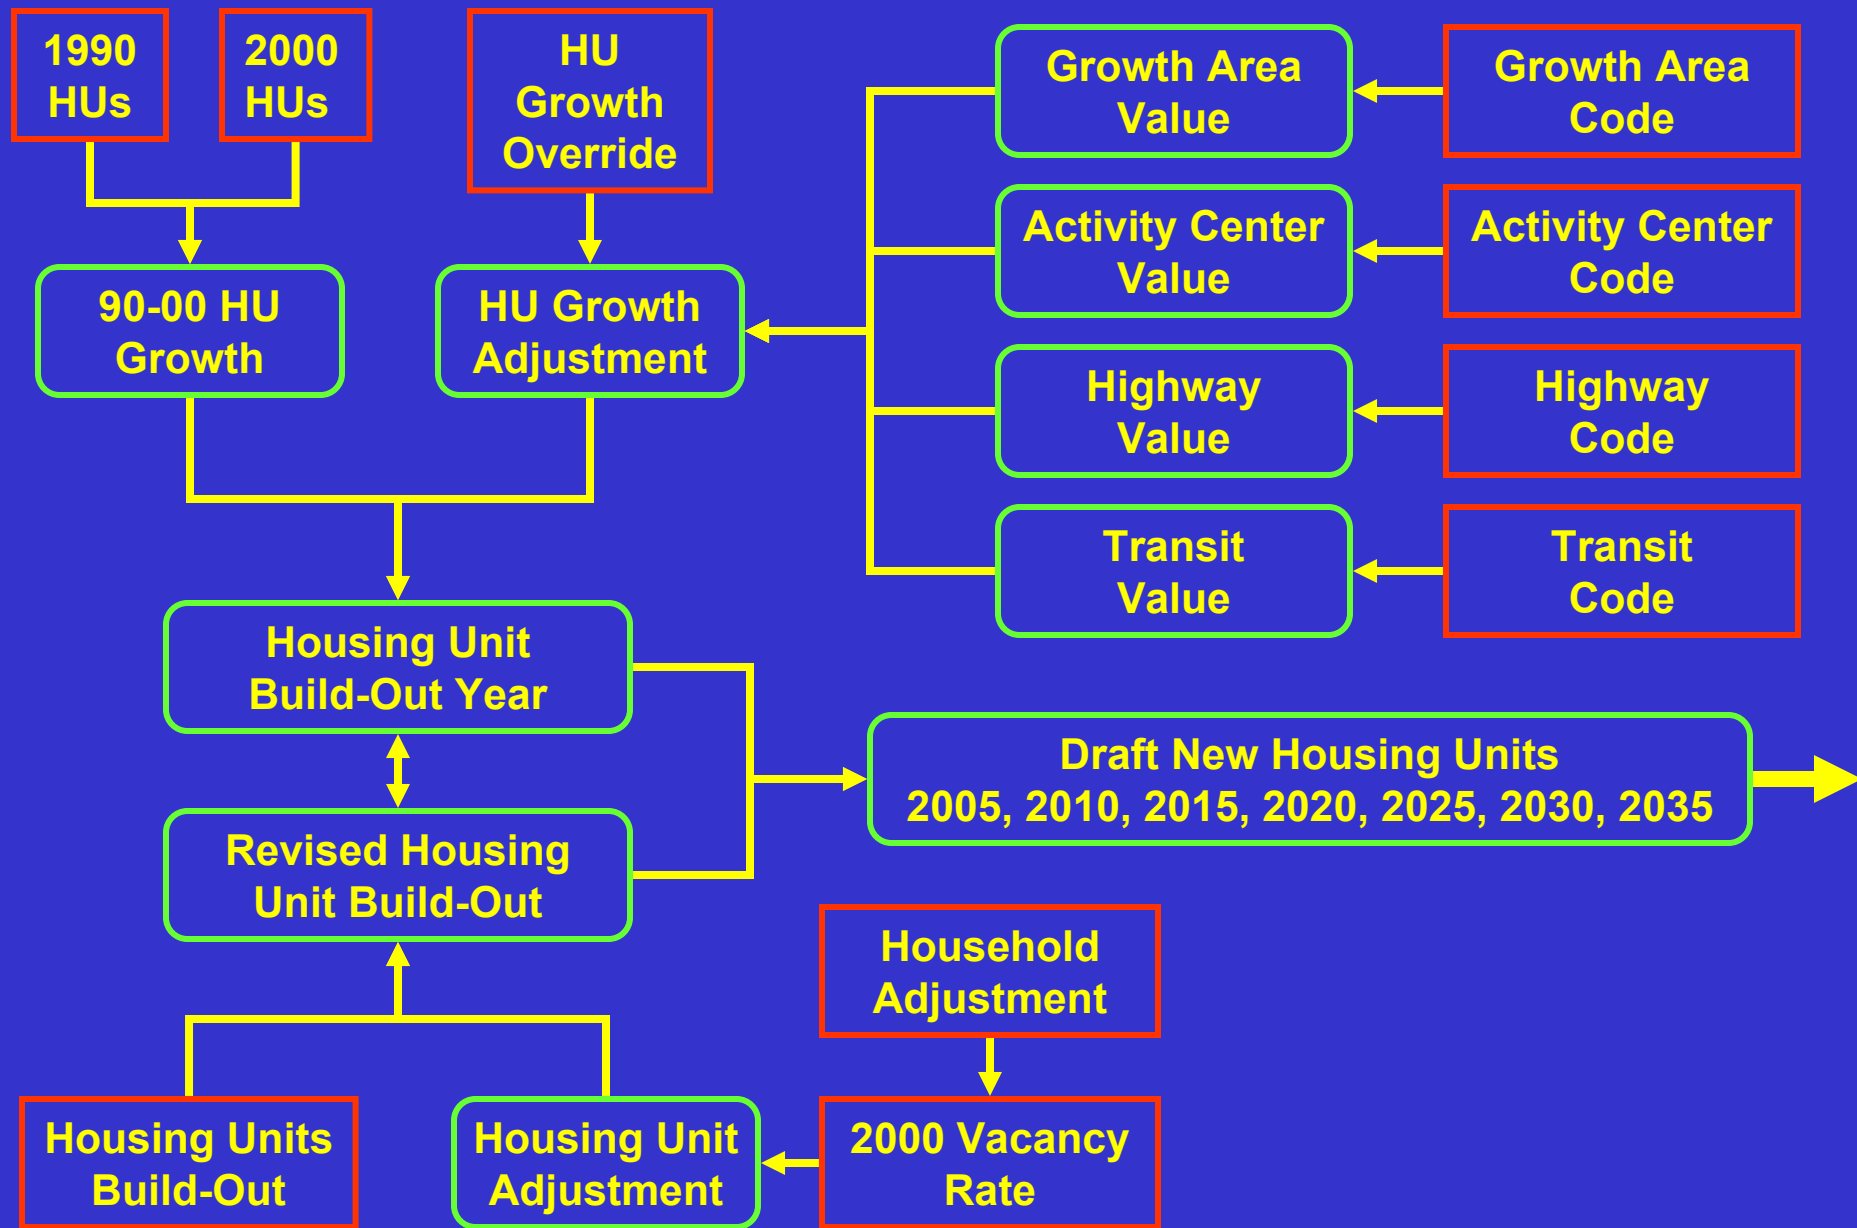 1990
HUs
2000
HUs
HU
Growth
Override
Growth Area
Value
Growth Area
Code
Activity Center
Value
Activity Center
Code
90-00 HU
Growth
HU Growth
Adjustment
Highway
Value
Highway
Code
Transit
Value
Transit
Code
Housing Unit
Build-Out Year
Draft New Housing Units
2005, 2010, 2015, 2020, 2025, 2030, 2035
Revised Housing
Unit Build-Out
Household
Adjustment
Housing Units
Build-Out
Housing Unit
Adjustment
2000 Vacancy
Rate